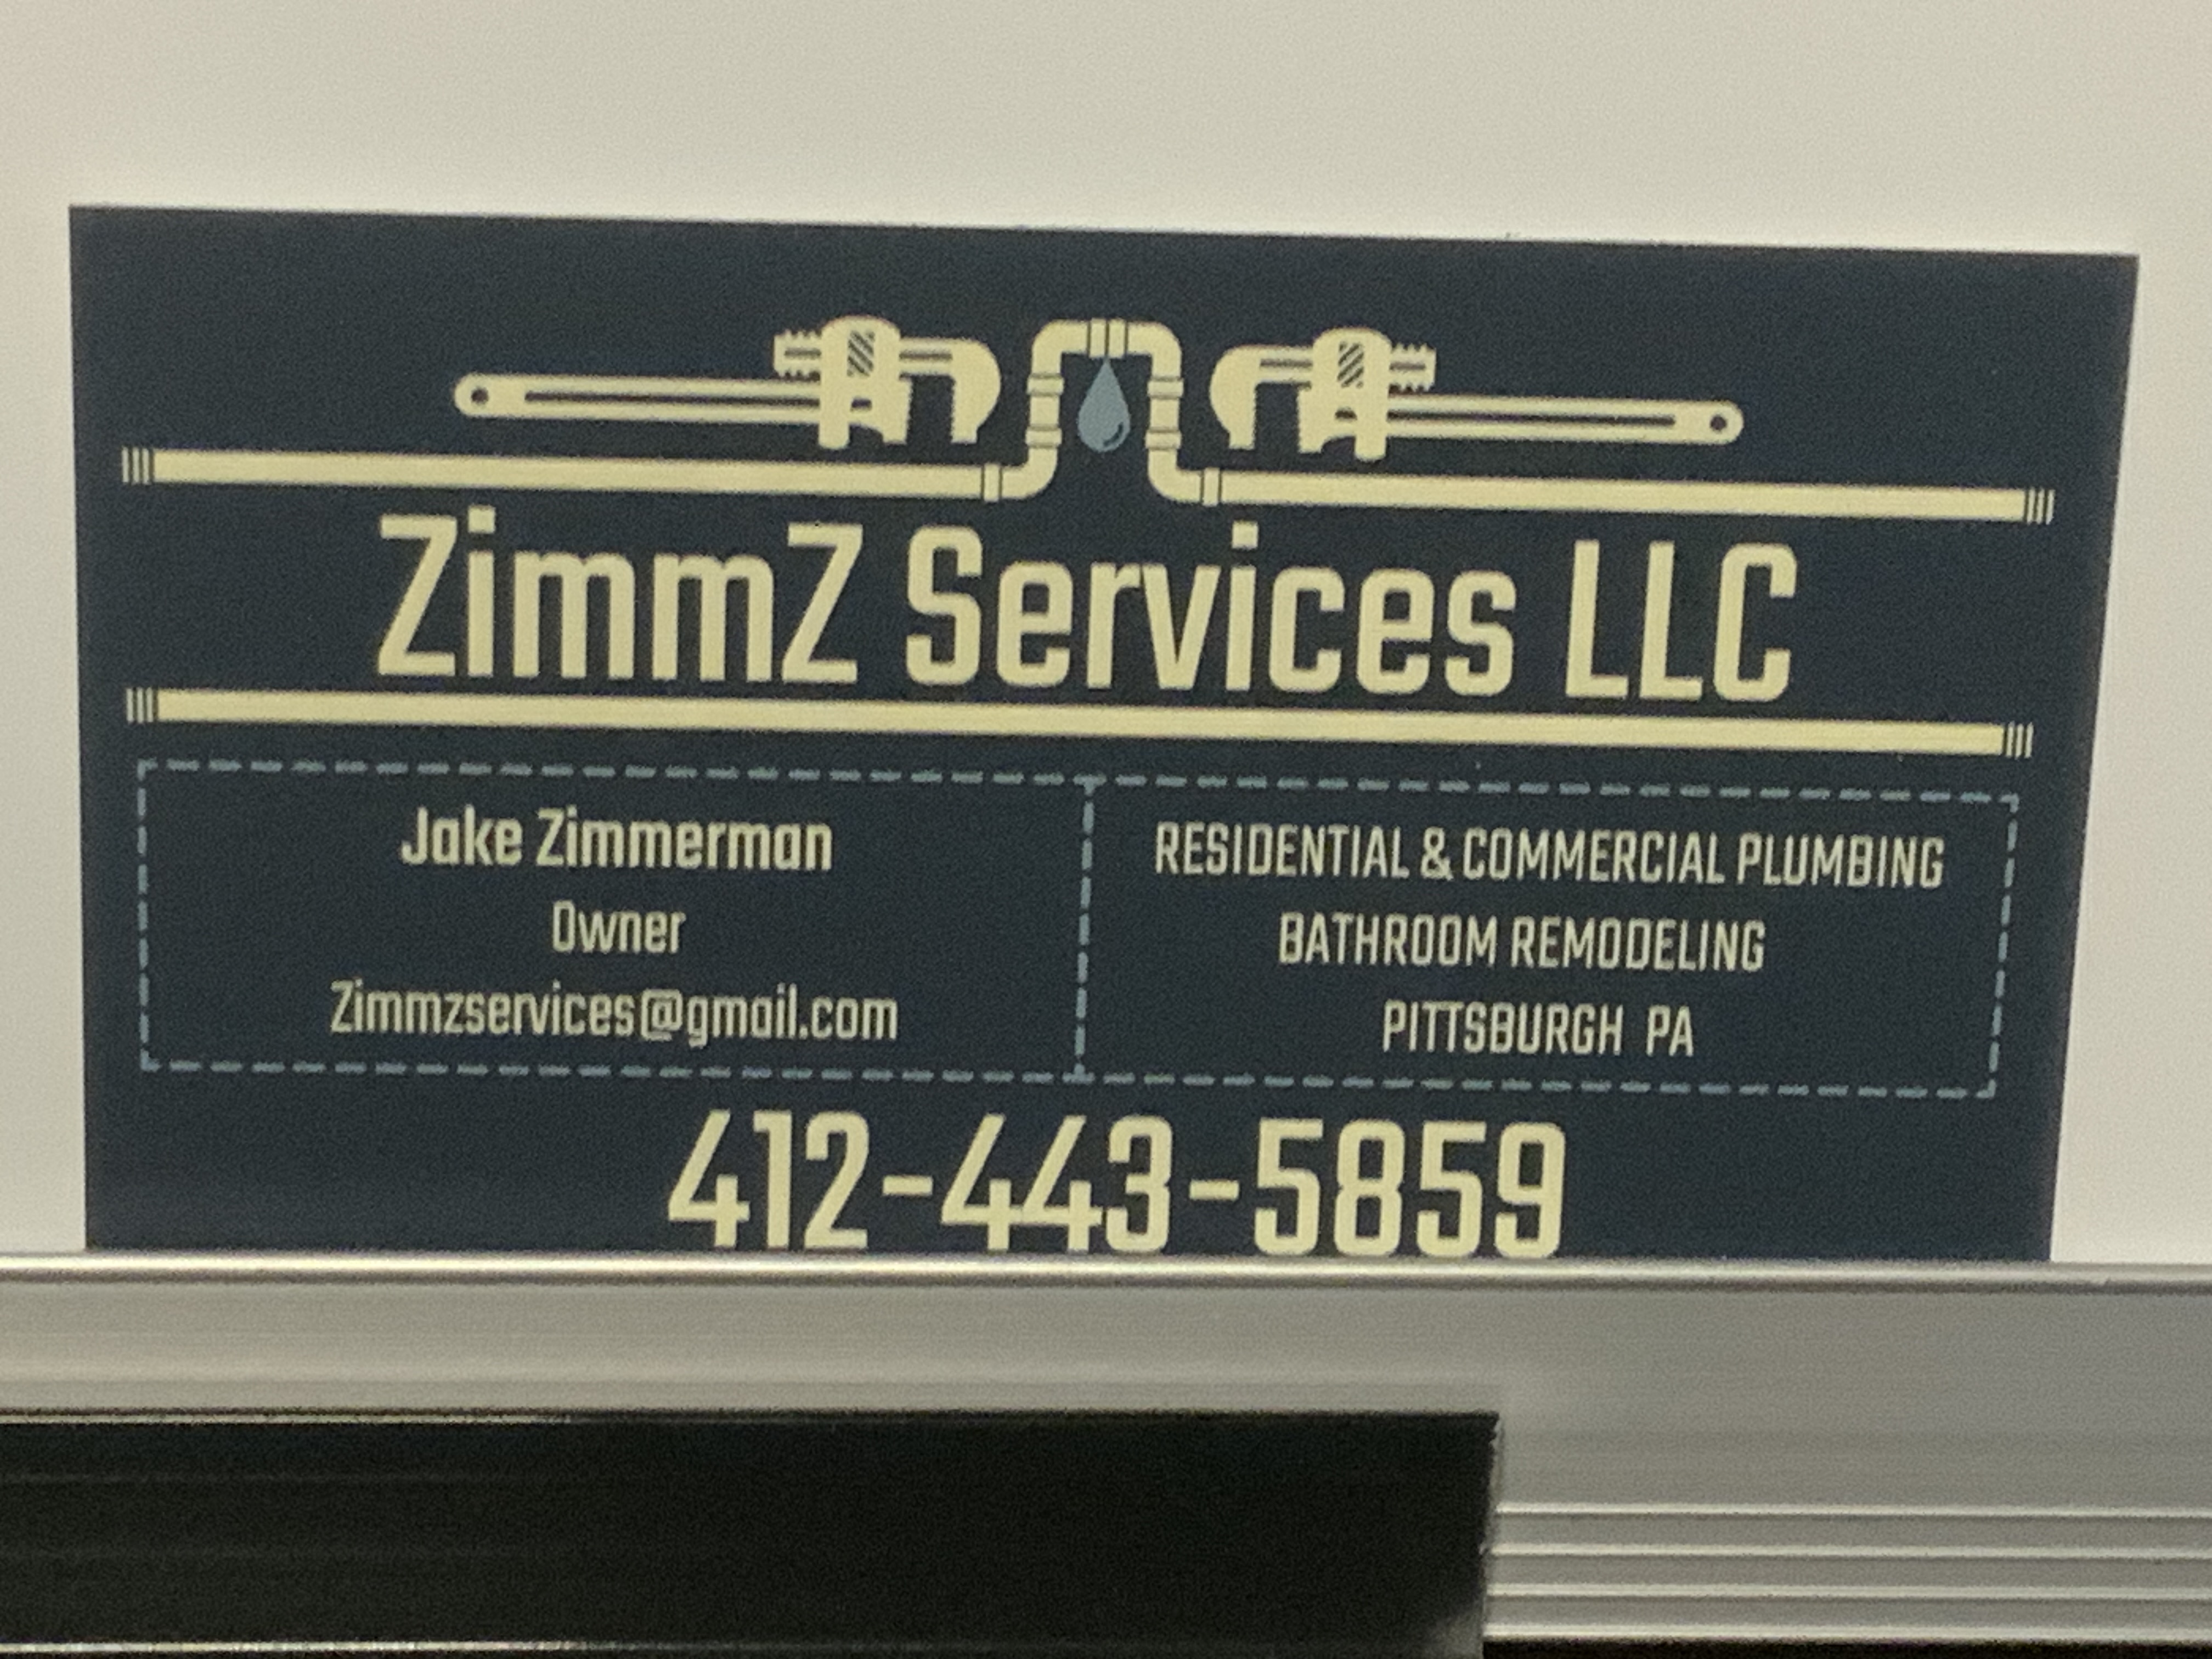 ZimmZ Services LLC
Jake Zimmerman
Owner
Zimmzservices@gmail.com
RESIDENTIAL & COMMERCIAL PLUMBING
BATHROOM REMODELING
PITTSBURGH PA
412-443-5859